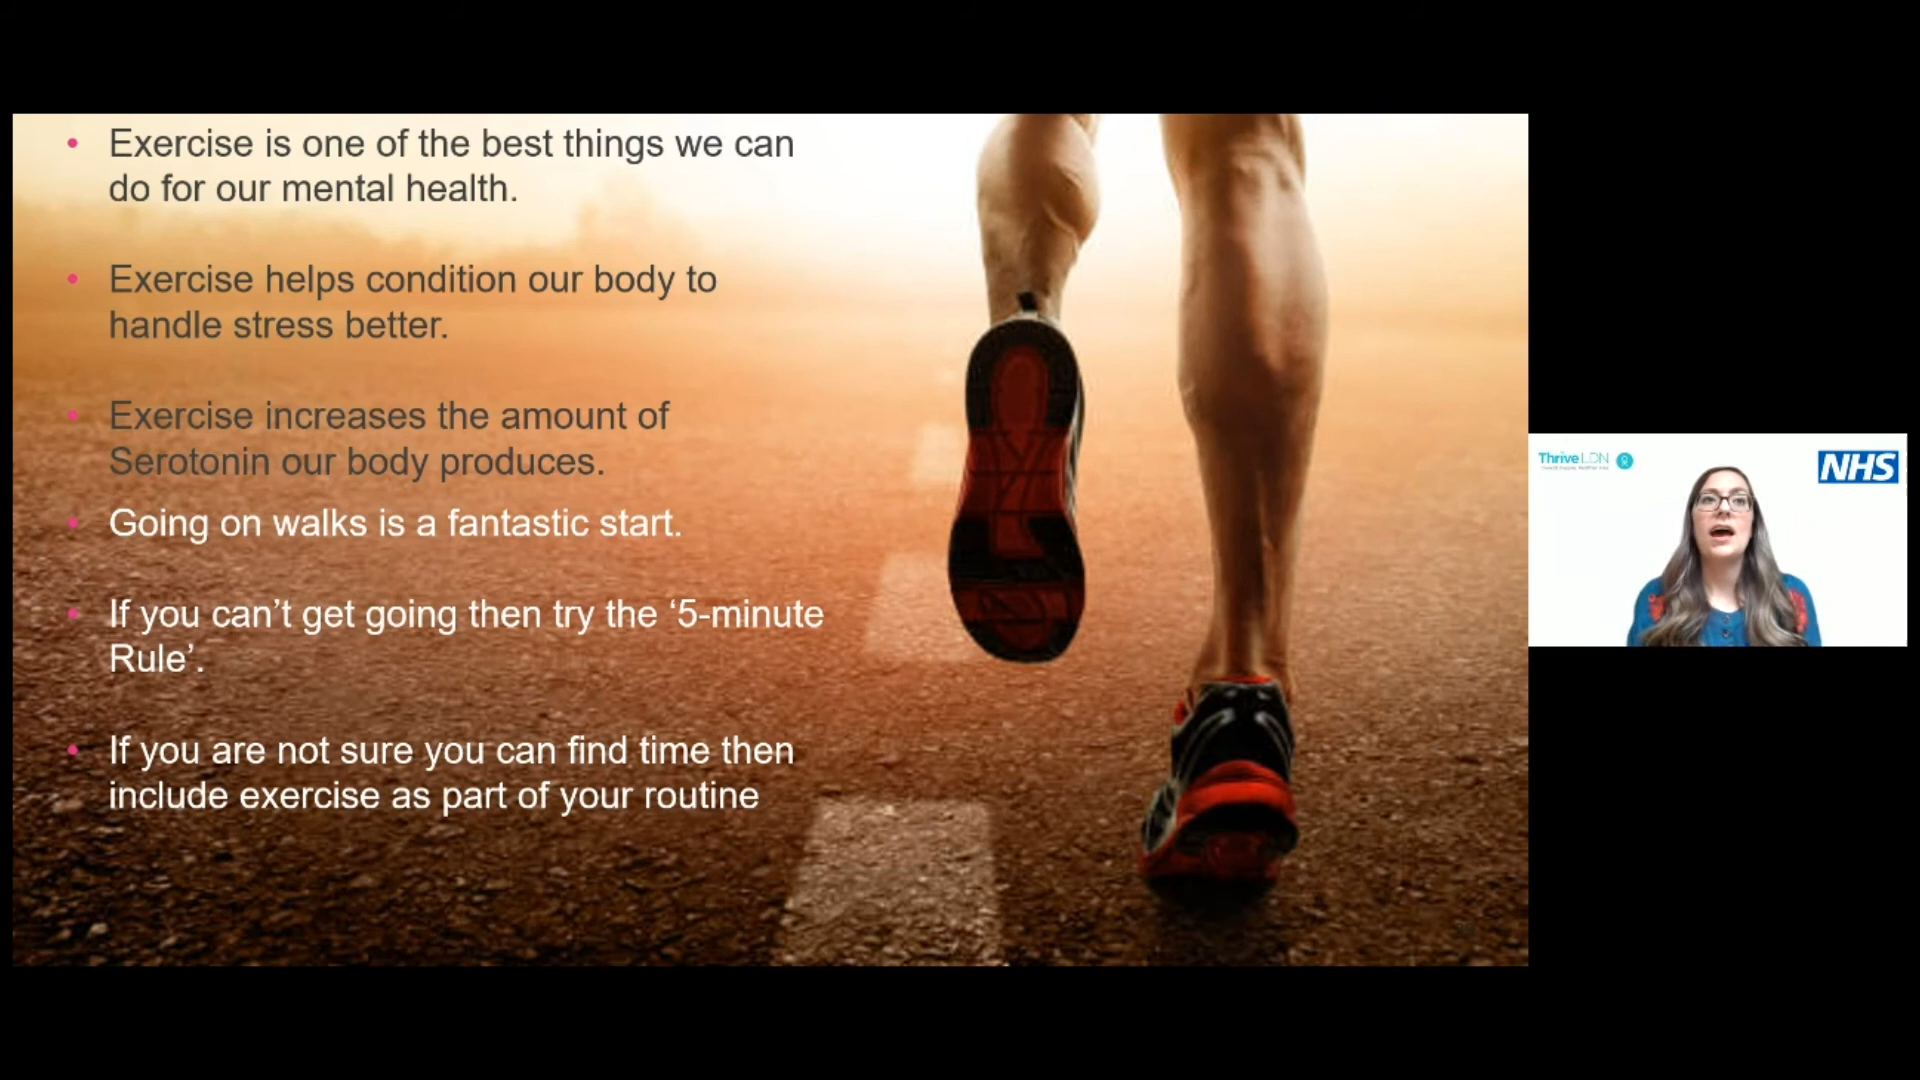 • Exercise is one of the best things we can
do for our mental health.
• Exercise helps condition our body to
handle stress better.
• Exercise increases the amount of
Serotonin our body produces.
• Going on walks is a fantastic start.
• If you can’t get going then try the ‘5-minute
Rule’.
• If you are not sure you can find time then
include exercise as part of your routine
Thrive LDN
NHS